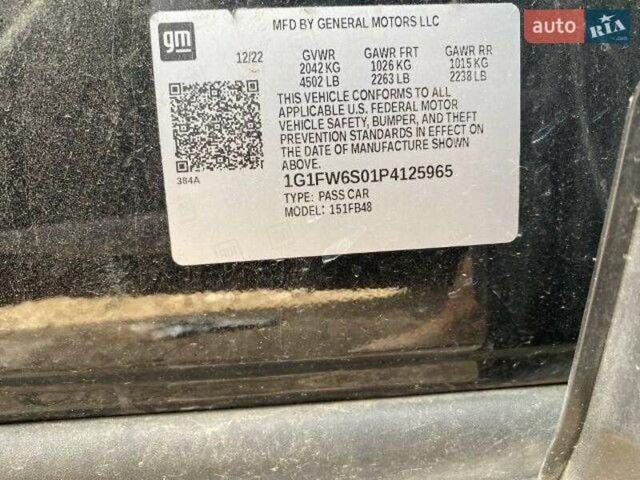 gm
MFD BY GENERAL MOTORS LLC
12/22 GVWR GAWR FRT GAWR RR
2042 KG 1026 KG 1015 KG
4502 LB 2263 LB 2238 LB
THIS VEHICLE CONFORMS TO ALL
APPLICABLE U.S. FEDERAL MOTOR
VEHICLE SAFETY, BUMPER, AND THEFT
PREVENTION STANDARDS IN EFFECT ON
THE DATE OF MANUFACTURE SHOWN
ABOVE.
384A
1G1FW6S01P4125965
TYPE: PASS CAR
MODEL: 1S1FB48
auto RIA .com